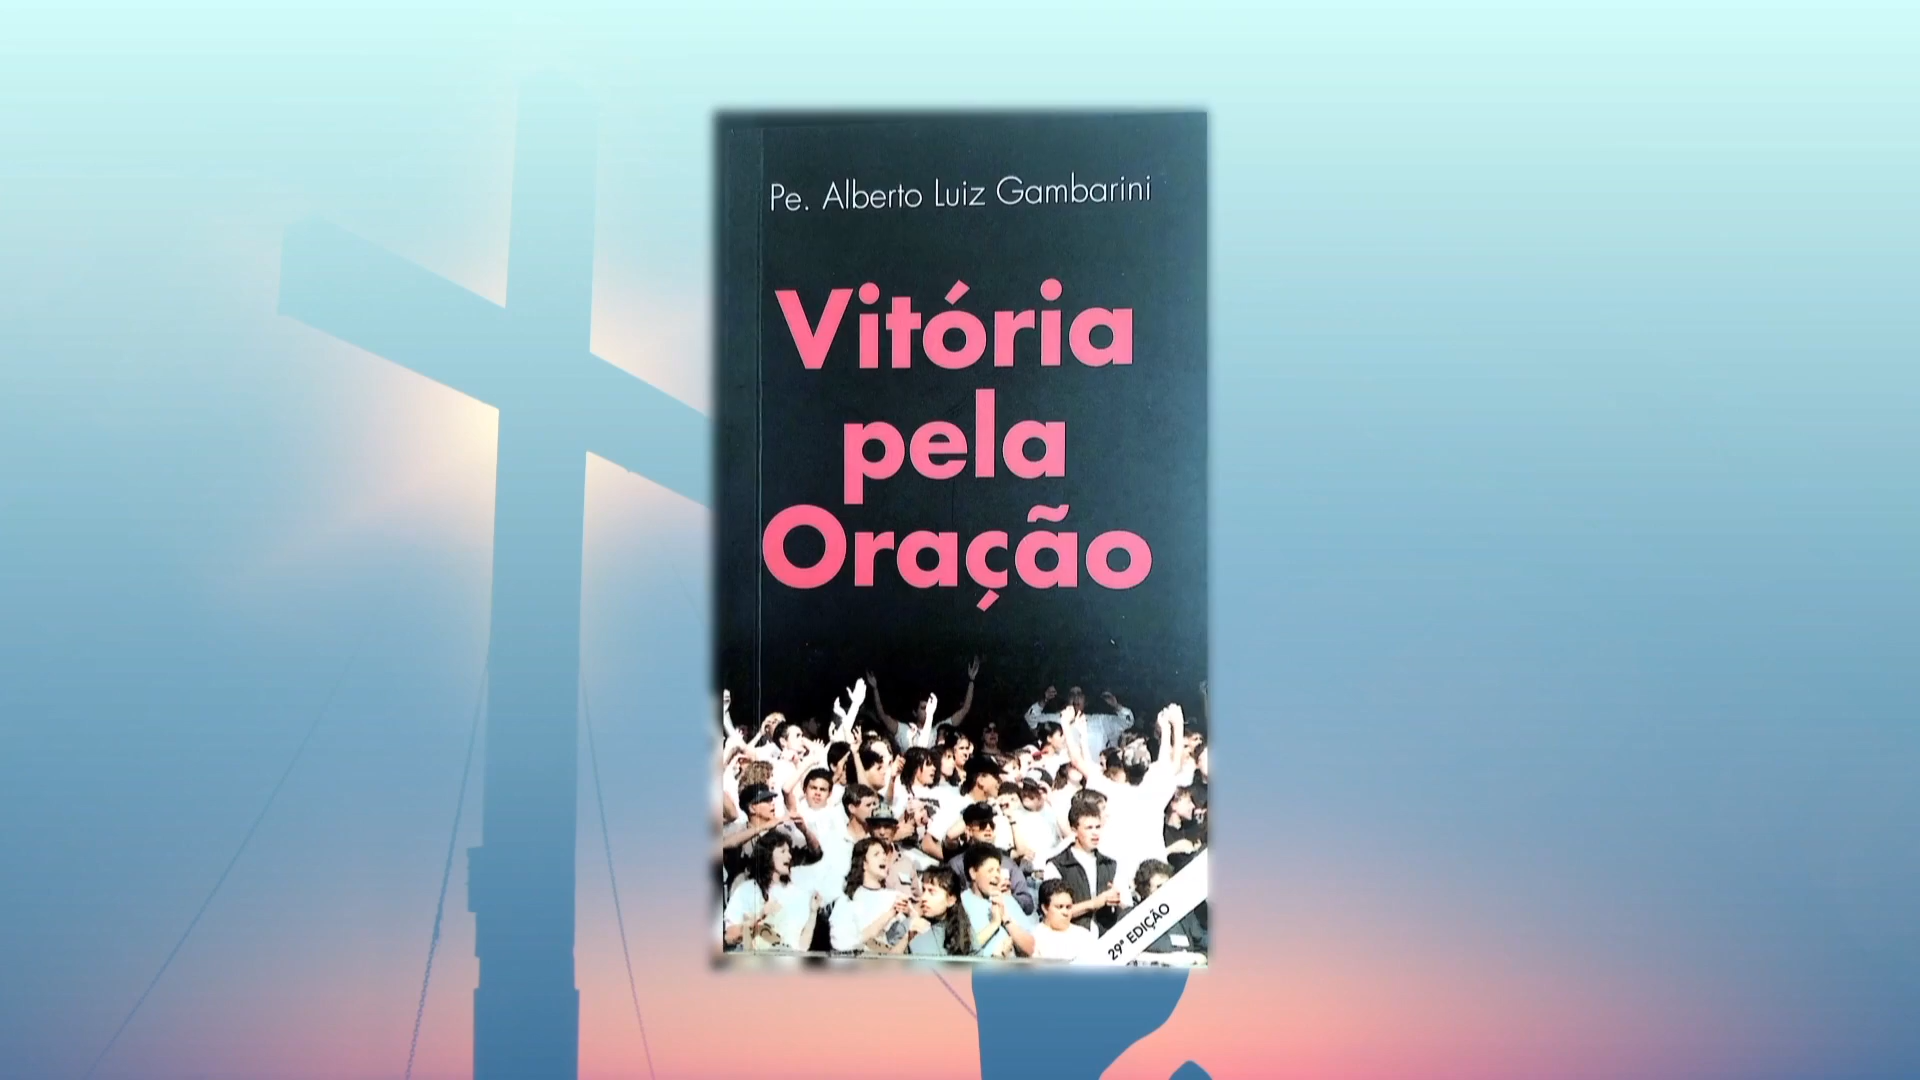 Pe. Alberto Luiz Gambarini
Vitória
pela
Oração
29ª EDIÇÃO